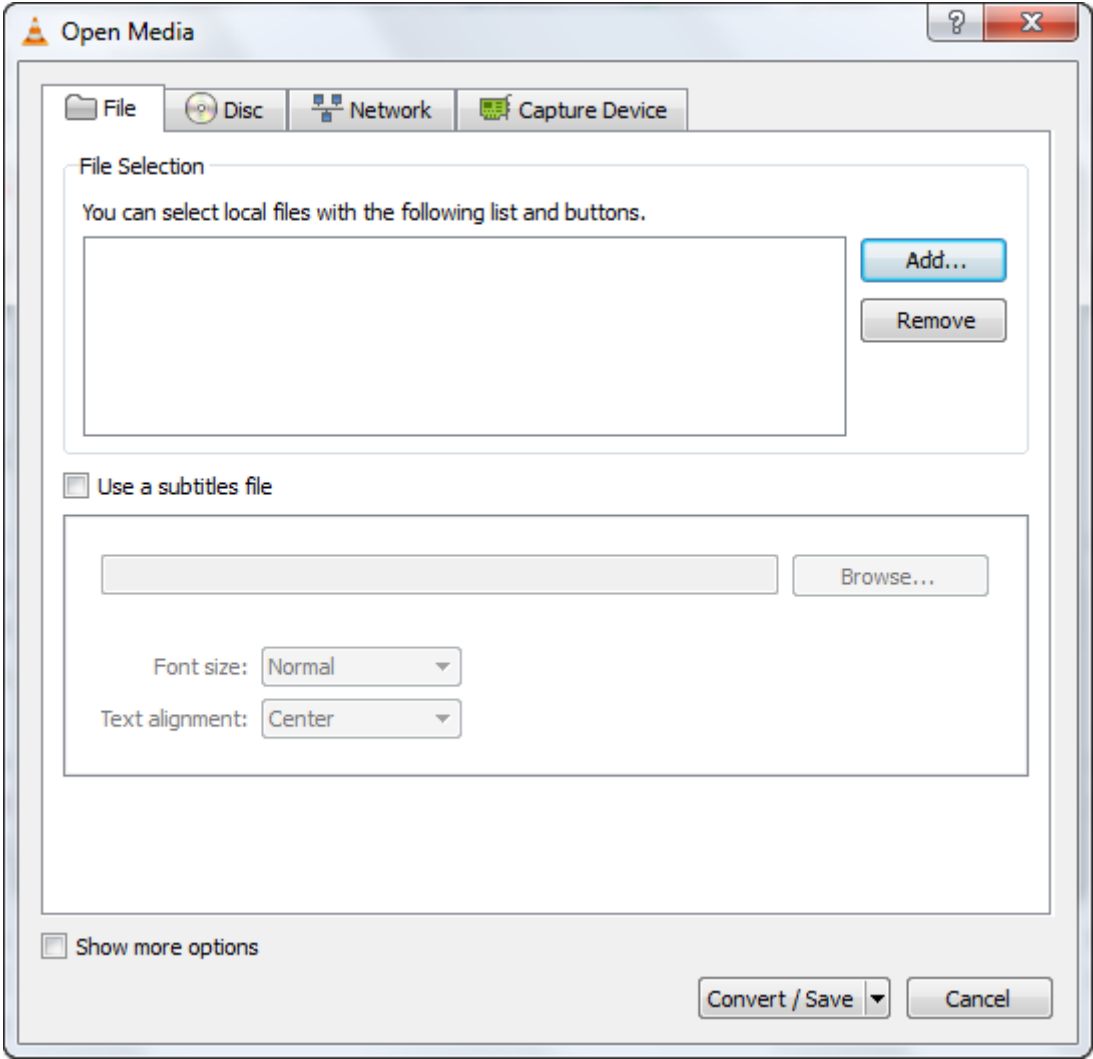 Open Media
?
File
Disc
Network
Capture Device
File Selection
You can select local files with the following list and buttons.
Add...
Remove
Use a subtitles file
Browse...
Font size: Normal
Text alignment: Center
Show more options
Convert / Save
Cancel